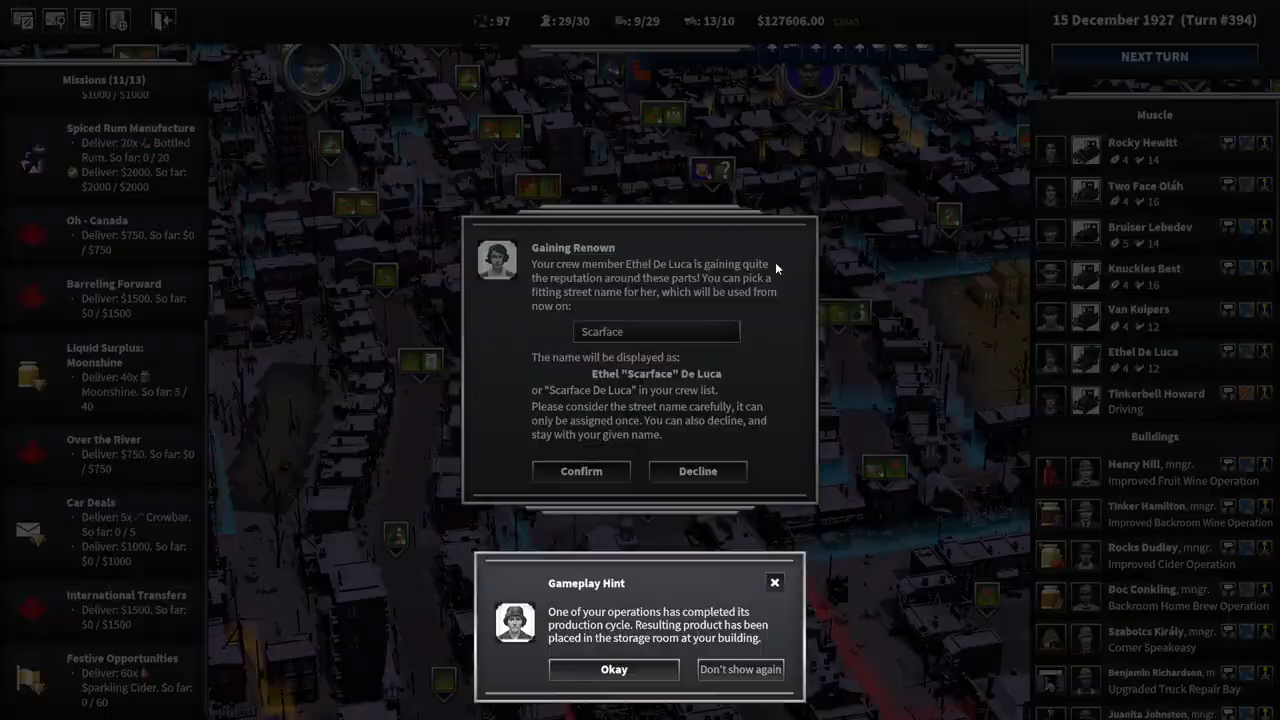 : 97
: 29/30
: 9/29
: 13/10
$127606.00
15 December 1927 (Turn #394)
NEXT TURN
Missions (11/13)
$1000 / $1000
Spiced Rum Manufacture
· Deliver: 20x Bottled
Rum. So far: 0 / 20
Deliver: $2000. So far:
$2000 / $2000
Oh - Canada
· Deliver: $750. So far: $0
/ $750
Barreling Forward
· Deliver: $1500. So far:
$0 / $1500
Liquid Surplus:
Moonshine
· Deliver: 40x
Moonshine. So far: 5 /
40
Over the River
· Deliver: $750. So far: $0
/ $750
Car Deals
· Deliver: 5x Crowbar.
So far: 0 / 5
· Deliver: $1000. So far:
$0 / $1000
International Transfers
· Deliver: $1500. So far:
$0 / $1500
Festive Opportunities
· Deliver: 60x
Sparkling Cider. So far:
0 / 60
?
Gaining Renown
Your crew member Ethel De Luca is gaining quite
the reputation around these parts! You can pick a
fitting street name for her, which will be used from
now on:
Scarface
The name will be displayed as:
Ethel "Scarface" De Luca
or "Scarface De Luca" in your crew list.
Please consider the street name carefully, it can
only be assigned once. You can also decline, and
stay with your given name.
Confirm
Decline
Gameplay Hint
One of your operations has completed its
production cycle. Resulting product has been
placed in the storage room at your building.
Okay
Don't show again
Muscle
Rocky Hewitt
4 14
Two Face Oláh
4 16
Bruiser Lebedev
5 14
Knuckles Best
4 16
Van Kuipers
4 12
Ethel De Luca
4 12
Tinkerbell Howard
Driving
Buildings
Henry Hill, mngr.
Improved Fruit Wine Operation
Tinker Hamilton, mngr.
Improved Backroom Wine Operation
Rocks Dudley, mngr.
Improved Cider Operation
Doc Conkling, mngr.
Backroom Home Brew Operation
Szabolcs Király, mngr.
Corner Speakeasy
Benjamin Richardson, m
Upgraded Truck Repair Bay
Juanita Johnston, mngr.